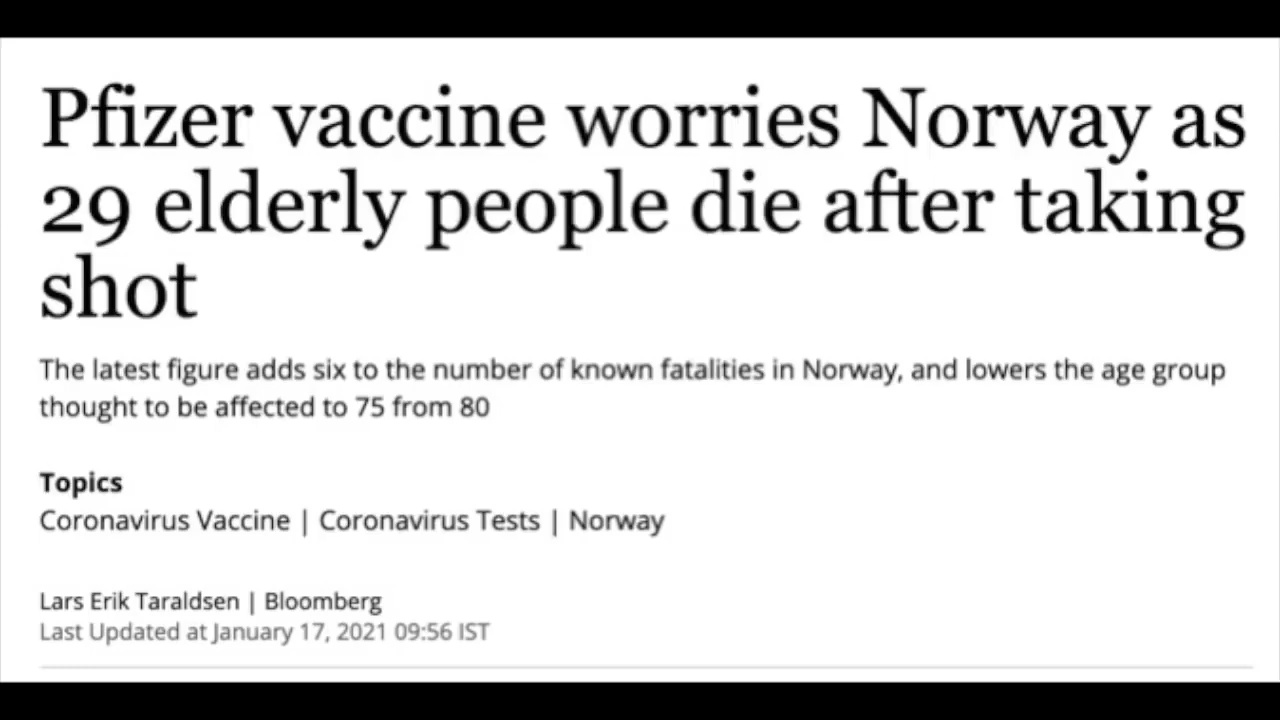 Pfizer vaccine worries Norway as
29 elderly people die after taking
shot
The latest figure adds six to the number of known fatalities in Norway, and lowers the age group
thought to be affected to 75 from 80
Topics
Coronavirus Vaccine | Coronavirus Tests | Norway
Lars Erik Taraldsen | Bloomberg
Last Updated at January 17, 2021 09:56 IST